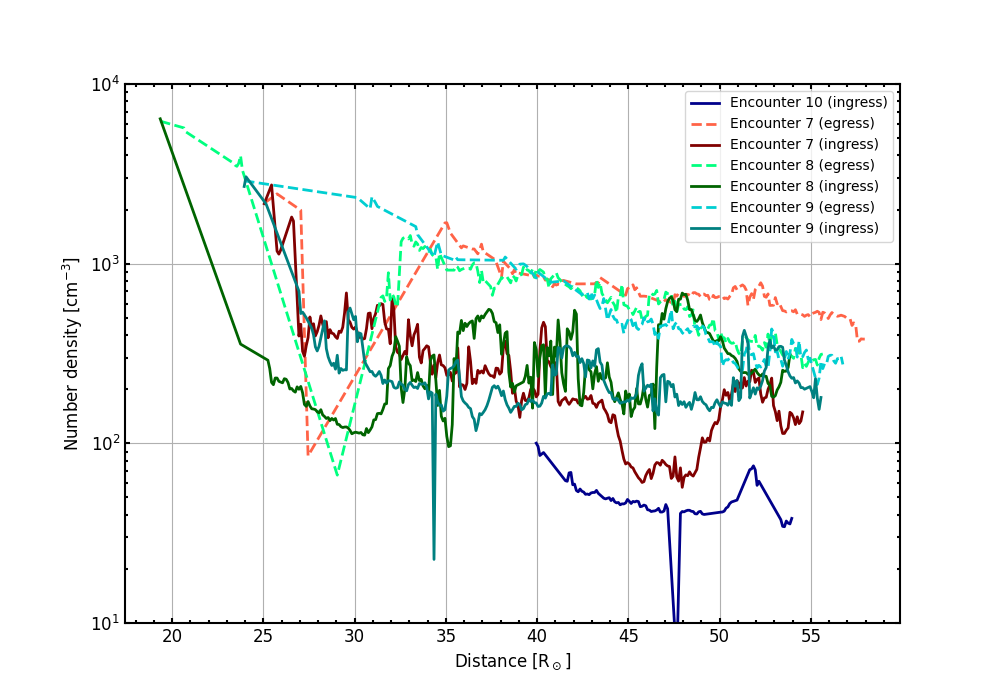 10⁴
10³
10²
10¹
Number density [cm⁻³]
20 25 30 35 40 45 50 55
Distance [R⊙]
Encounter 10 (ingress)
Encounter 7 (egress)
Encounter 7 (ingress)
Encounter 8 (egress)
Encounter 8 (ingress)
Encounter 9 (egress)
Encounter 9 (ingress)